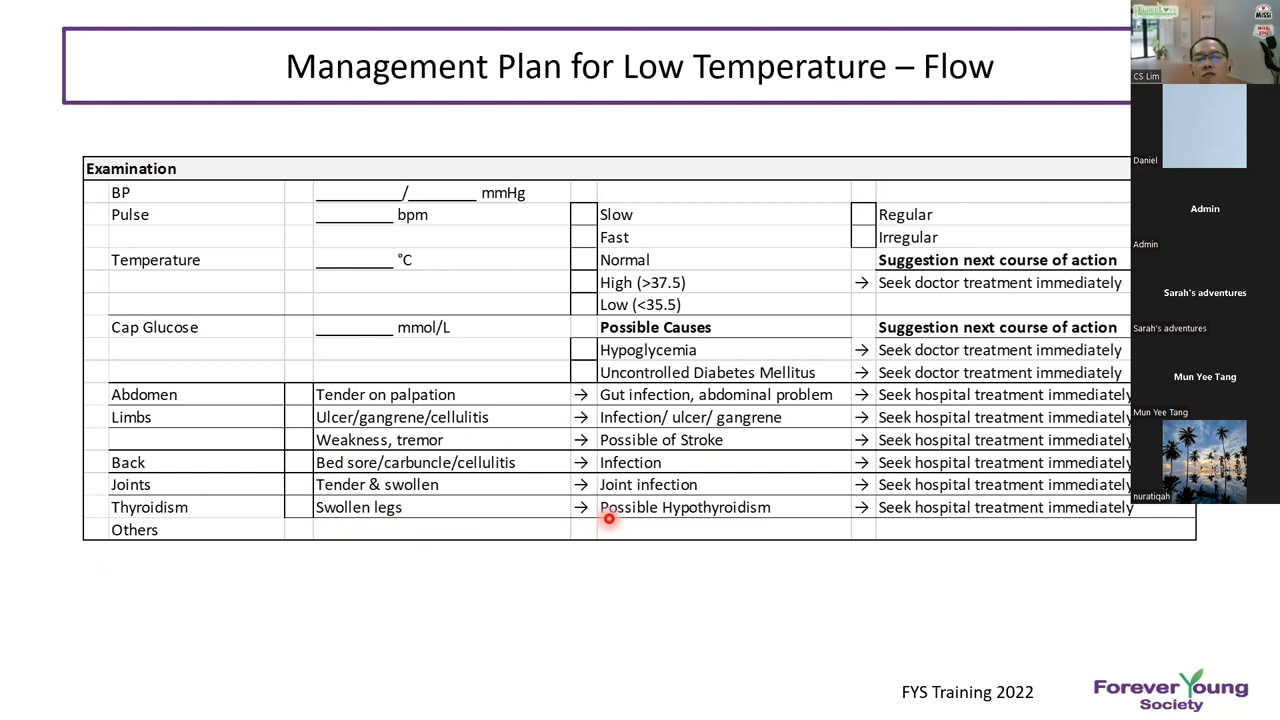 Management Plan for Low Temperature – Flow
Examination
BP __________/________ mmHg
Pulse _________ bpm Slow Regular
Fast Irregular
Temperature _________ °C Normal Suggestion next course of action
High (>37.5) → Seek doctor treatment immediately
Low (<35.5)
Cap Glucose _________ mmol/L Possible Causes Suggestion next course of action
Hypoglycemia → Seek doctor treatment immediately
Uncontrolled Diabetes Mellitus → Seek doctor treatment immediately
Abdomen Tender on palpation → Gut infection, abdominal problem → Seek hospital treatment immediately
Limbs Ulcer/gangrene/cellulitis → Infection/ ulcer/ gangrene → Seek hospital treatment immediately
Weakness, tremor → Possible of Stroke → Seek hospital treatment immediately
Back Bed sore/carbuncle/cellulitis → Infection → Seek hospital treatment immediately
Joints Tender & swollen → Joint infection → Seek hospital treatment immediately
Thyroidism Swollen legs → Possible Hypothyroidism → Seek hospital treatment immediately
Others
FYS Training 2022
ForeverYoung
Society
MiSSi
CS Lim
Daniel
Admin
Admin
Sarah's adventures
Sarah's adventures
Mun Yee Tang
Mun Yee Tang
nuratiqah